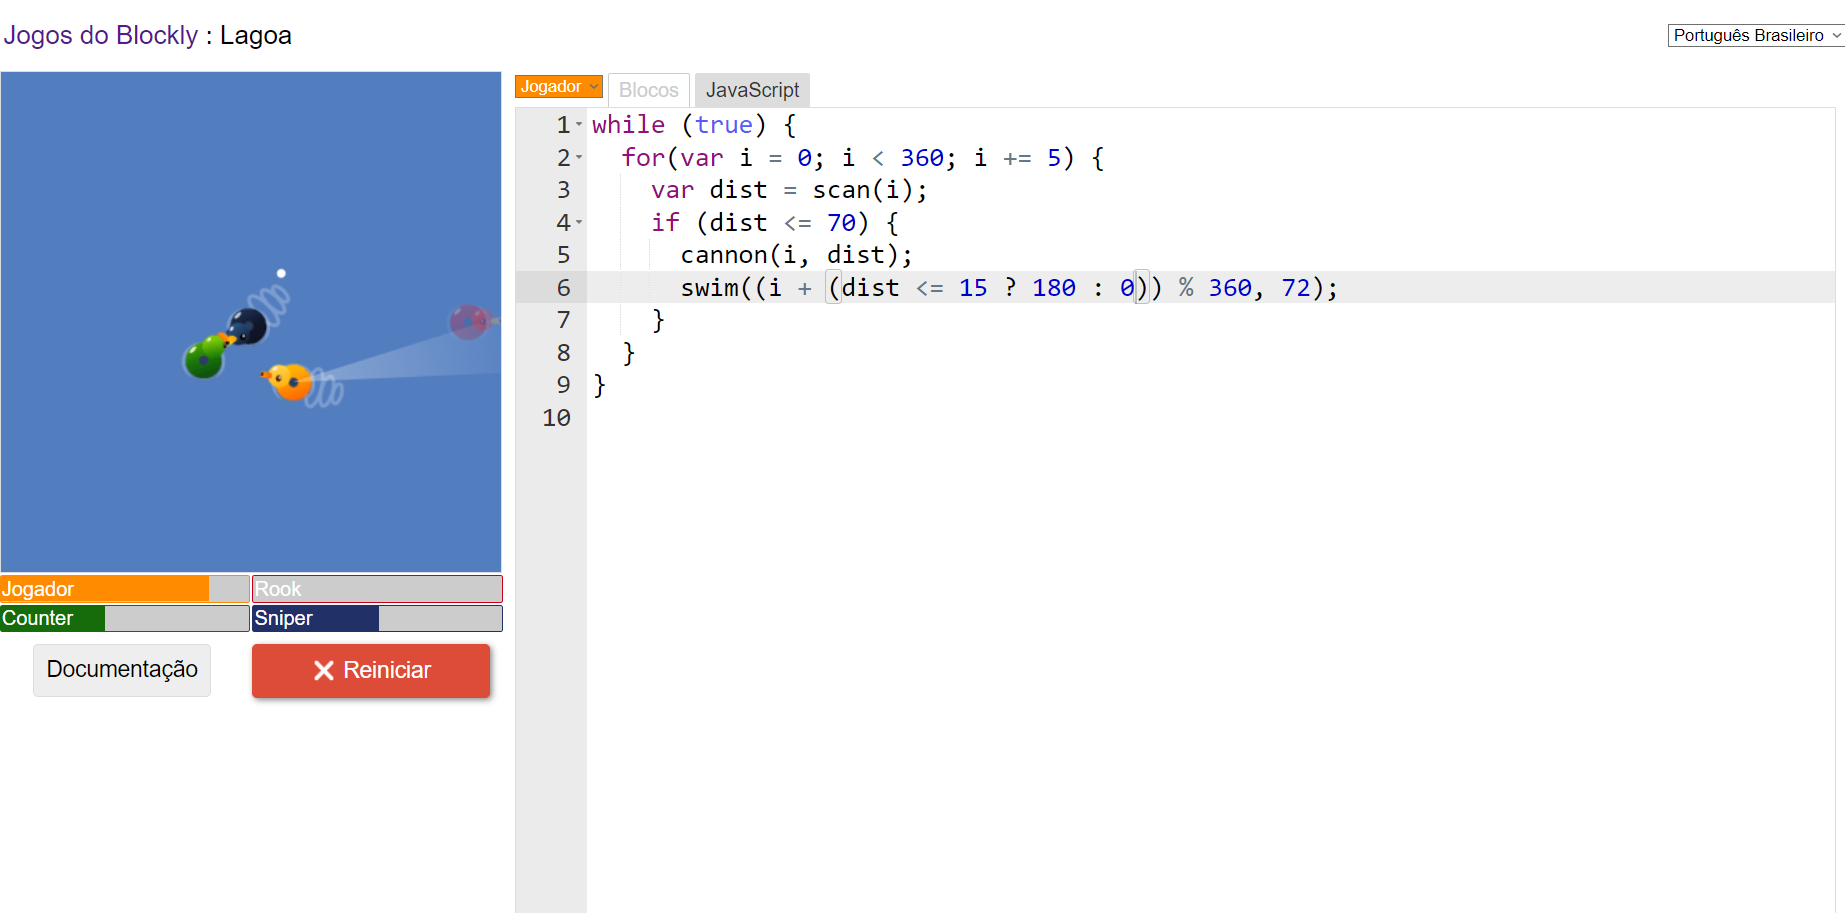 Jogos do Blockly : Lagoa
Português Brasileiro
Jogador
Blocos
JavaScript
1 while (true) {
2   for(var i = 0; i < 360; i += 5) {
3     var dist = scan(i);
4     if (dist <= 70) {
5       cannon(i, dist);
6       swim((i + (dist <= 15 ? 180 : 0)) % 360, 72);
7     }
8   }
9 }
10
Jogador
Rook
Counter
Sniper
Documentação
Reiniciar